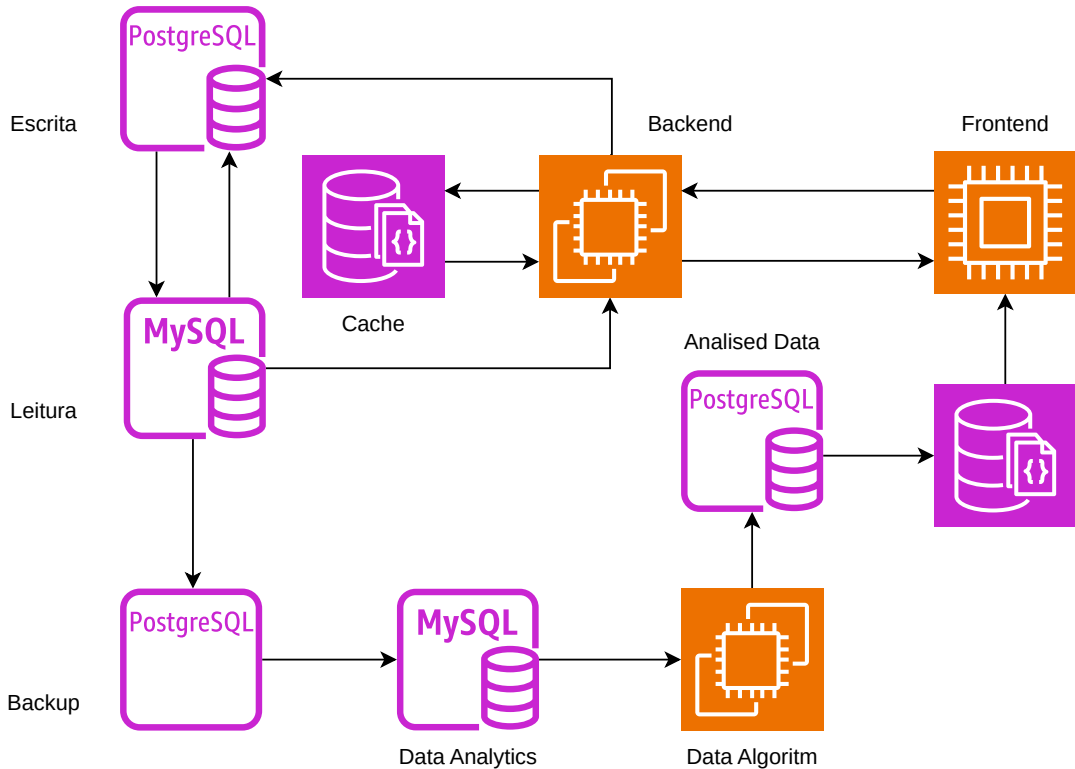 PostgreSQL
Escrita
Backend
Frontend
{}
MySQL
Cache
Analised Data
Leitura
PostgreSQL
{}
PostgreSQL
MySQL
Backup
Data Analytics
Data Algoritm